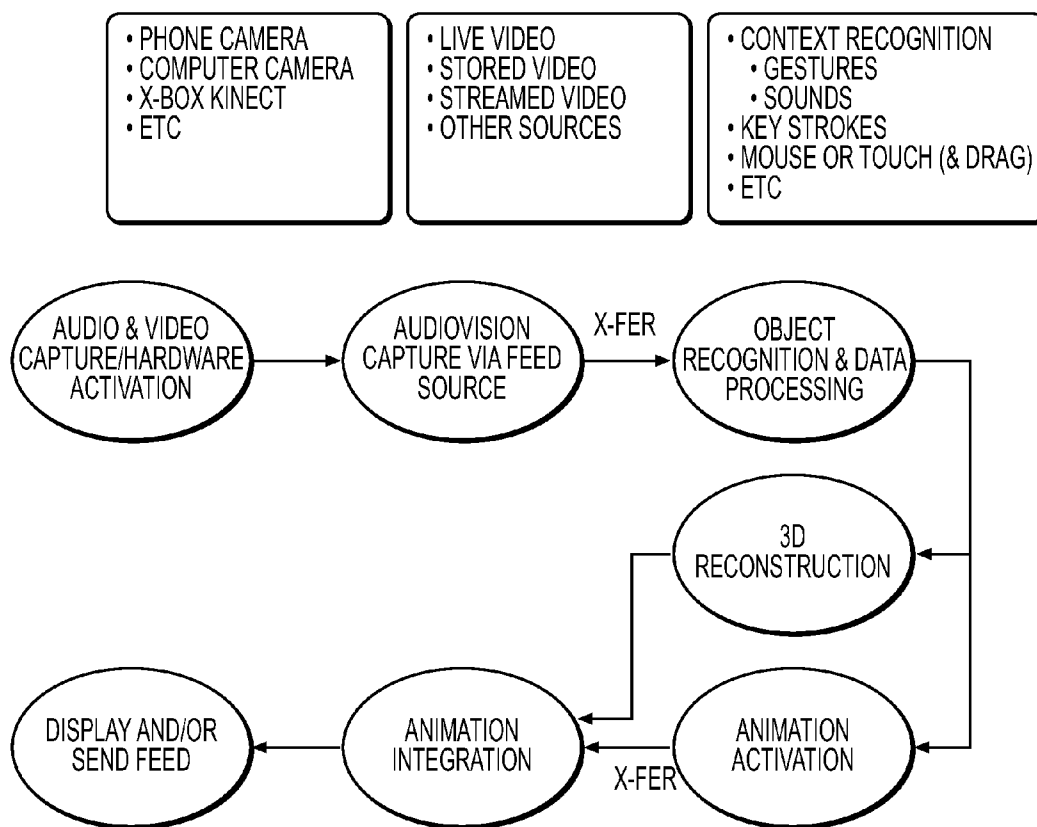 • PHONE CAMERA
• COMPUTER CAMERA
• X-BOX KINECT
• ETC
• LIVE VIDEO
• STORED VIDEO
• STREAMED VIDEO
• OTHER SOURCES
• CONTEXT RECOGNITION
• GESTURES
• SOUNDS
• KEY STROKES
• MOUSE OR TOUCH (& DRAG)
• ETC
AUDIO & VIDEO
CAPTURE/HARDWARE
ACTIVATION
AUDIOVISION
CAPTURE VIA FEED
SOURCE
X-FER
OBJECT
RECOGNITION & DATA
PROCESSING
3D
RECONSTRUCTION
DISPLAY AND/OR
SEND FEED
ANIMATION
INTEGRATION
X-FER
ANIMATION
ACTIVATION